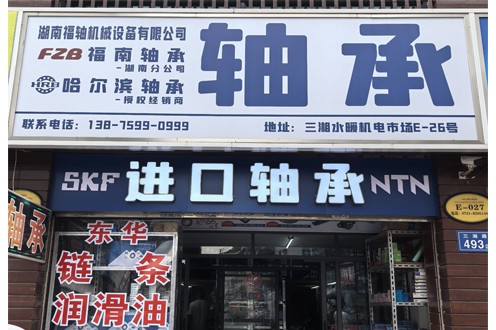 湖南福轴机械设备有限公司
FZB 福南轴承
-湖南分公司
哈尔滨轴承
-授权经销商
轴承
联系电话：138-7599-0999
地址：三湘水暖机电市场E-26号
SKF 进口轴承 NTN
E-027
三湘路
493
轴承
东华
链条
润滑油